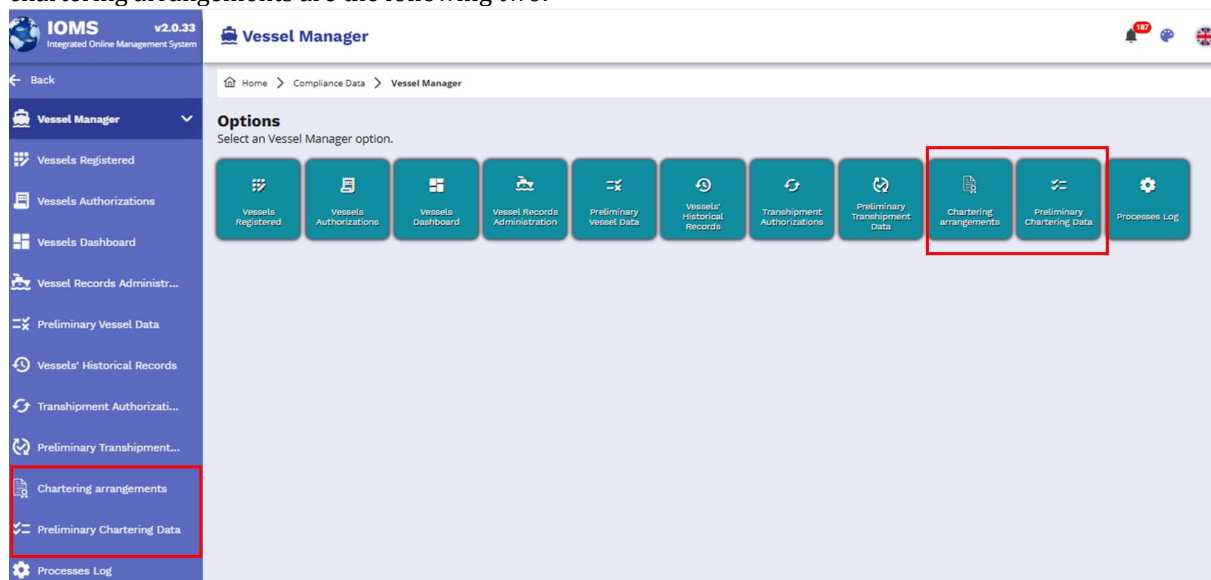 chartering arrangements are the following two:
IOMS v2.0.33
Integrated Online Management System
Back
Vessel Manager
Vessels Registered
Vessels Authorizations
Vessels Dashboard
Vessel Records Administr...
Preliminary Vessel Data
Vessels' Historical Records
Transhipment Authorizati...
Preliminary Transhipment...
Chartering arrangements
Preliminary Chartering Data
Processes Log
Vessel Manager
187
Home > Compliance Data > Vessel Manager
Options
Select an Vessel Manager option.
Vessels
Registered
Vessels
Authorizations
Vessels
Dashboard
Vessel Records
Administration
Preliminary
Vessel Data
Vessels'
Historical
Records
Transhipment
Authorizations
Preliminary
Transhipment
Data
Chartering
arrangements
Preliminary
Chartering Data
Processes Log